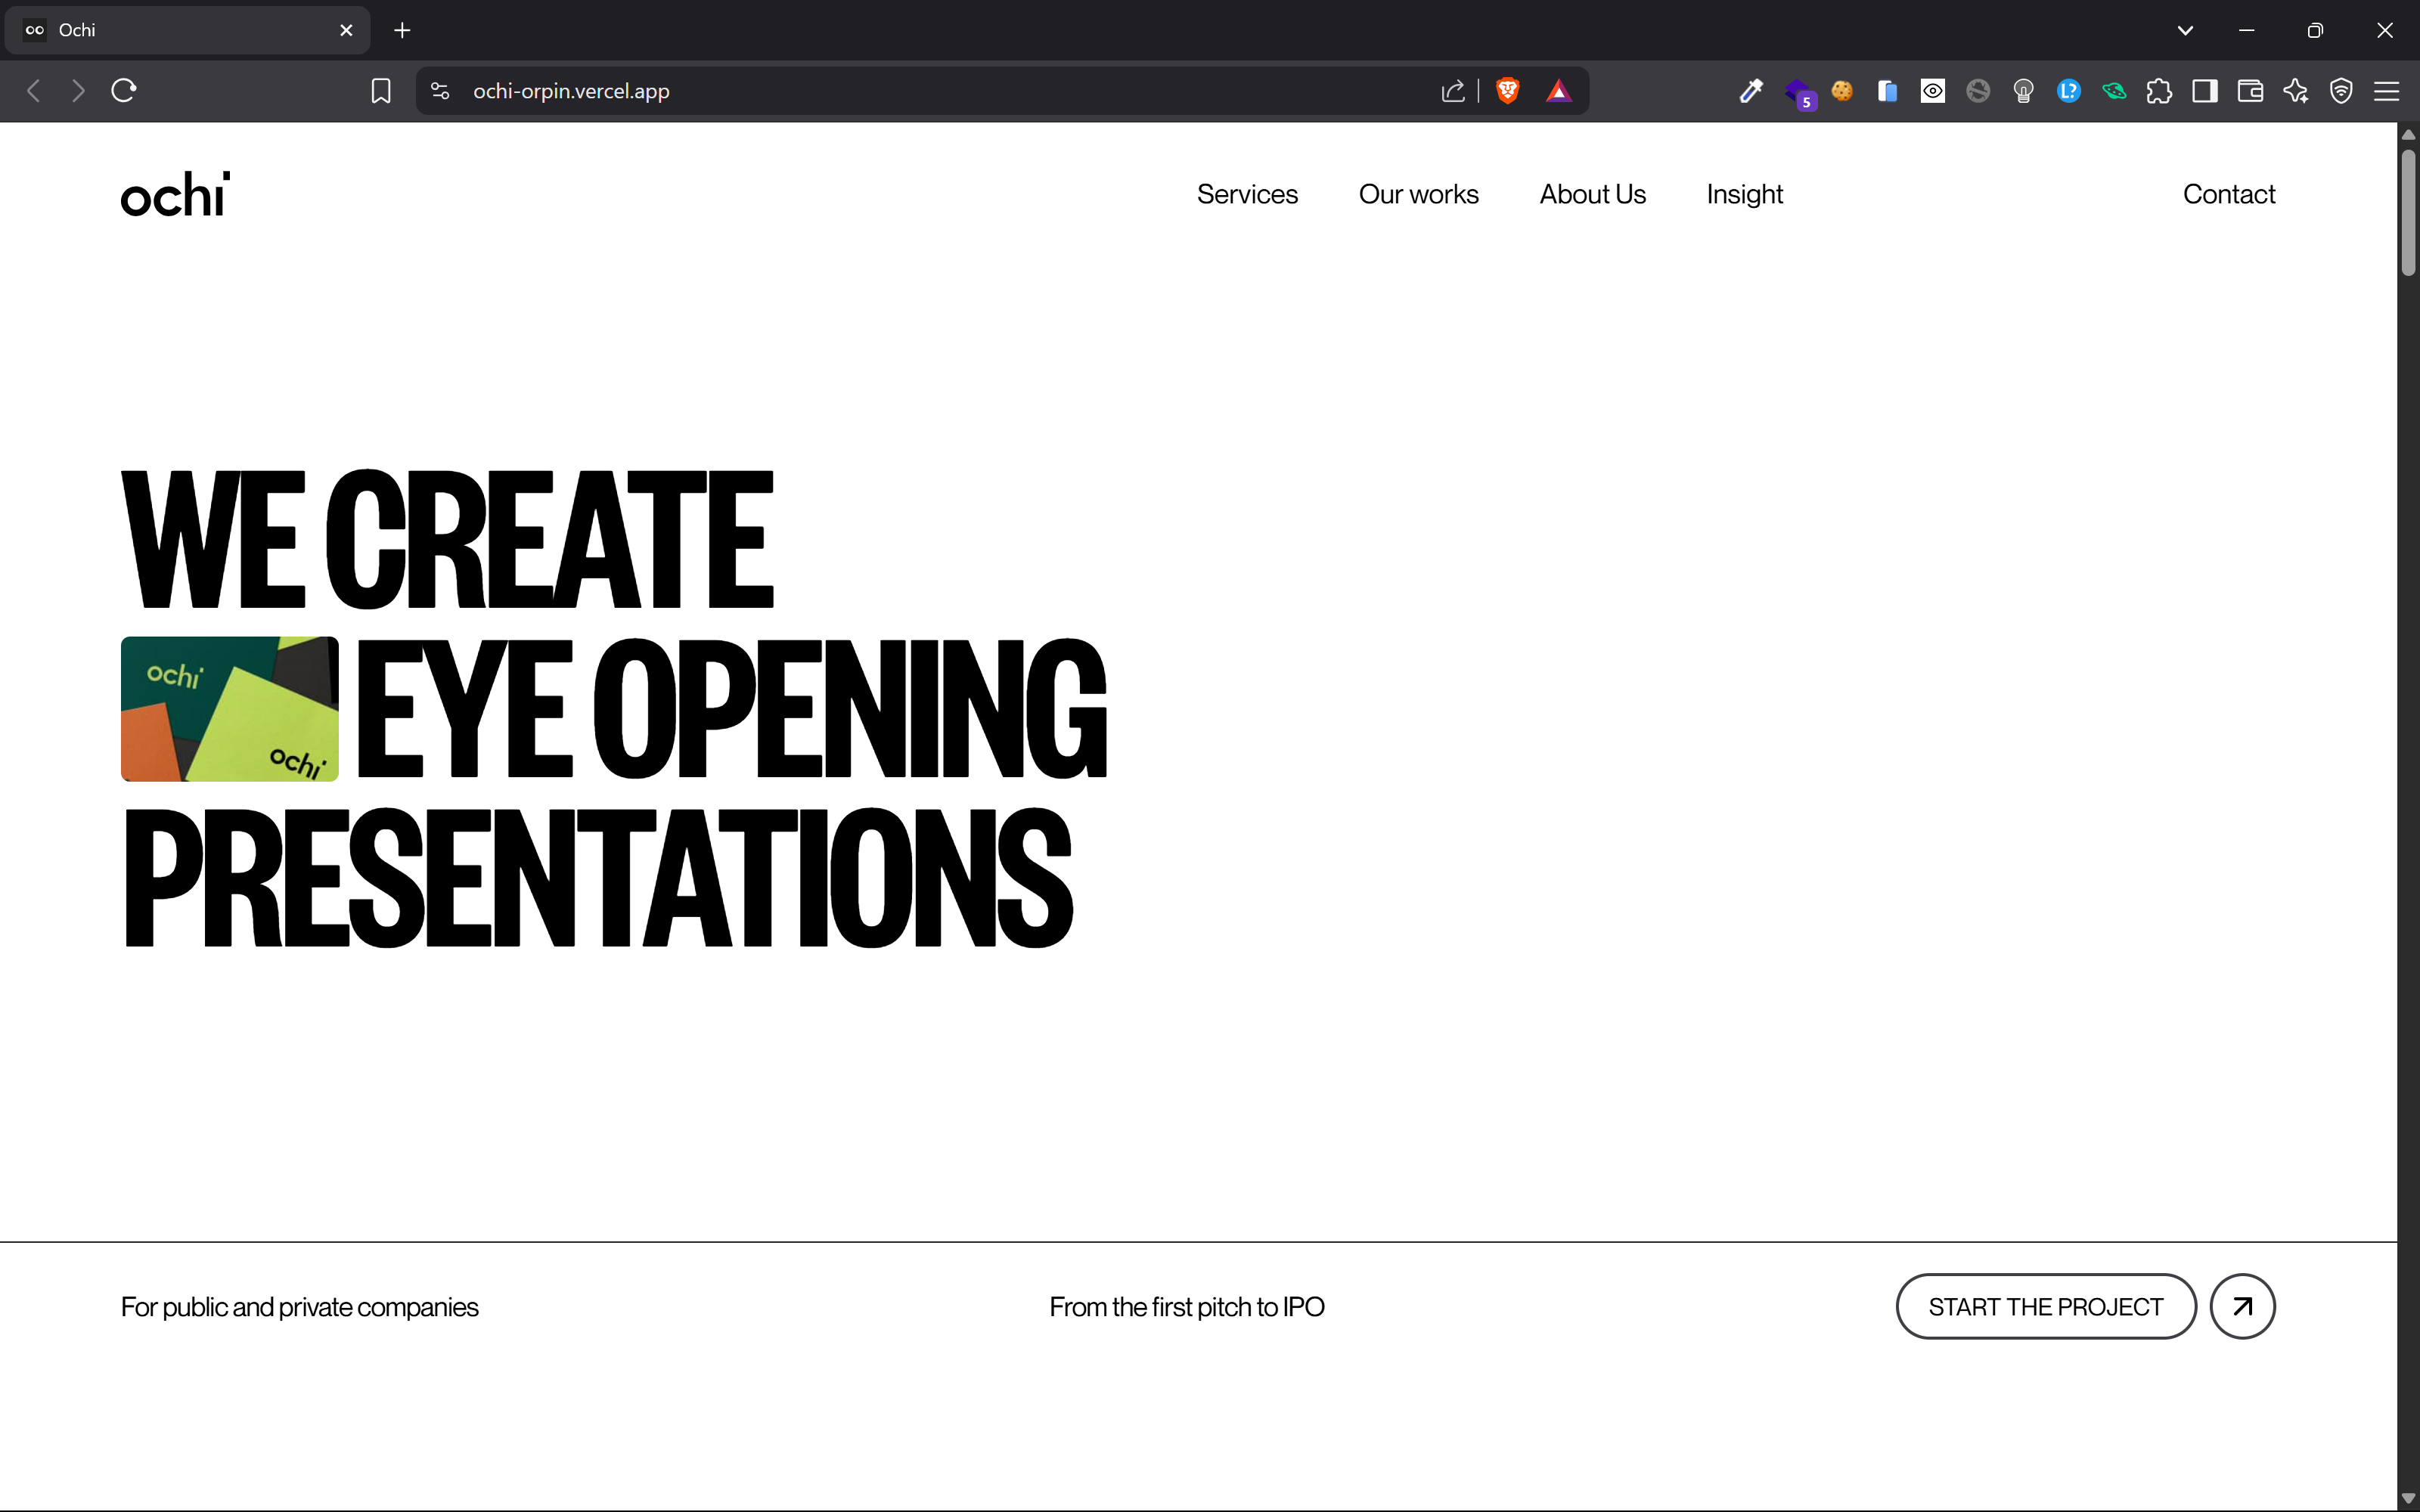 Ochi
ochi-orpin.vercel.app
5
L?
ochi
Services
Our works
About Us
Insight
Contact
WE CREATE
ochi
ochi
EYE OPENING
PRESENTATIONS
For public and private companies
From the first pitch to IPO
START THE PROJECT